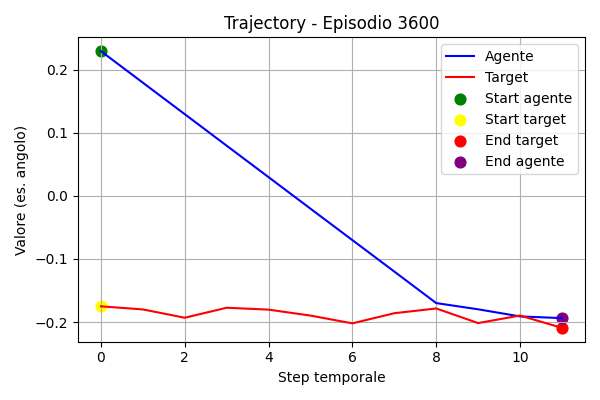 Trajectory - Episodio 3600
Valore (es. angolo)
0.2
0.1
0.0
−0.1
−0.2
0 2 4 6 8 10
Step temporale
Agente
Target
Start agente
Start target
End target
End agente